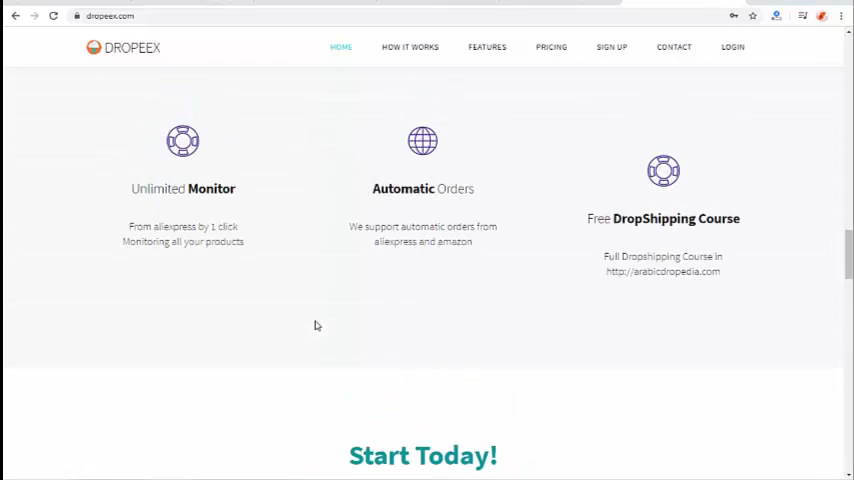 dropeex.com
DROPEEX
HOME
HOW IT WORKS
FEATURES
PRICING
SIGN UP
CONTACT
LOGIN
Unlimited Monitor
From aliexpress by 1 click
Monitoring all your products
Automatic Orders
We support automatic orders from
aliexpress and amazon
Free DropShipping Course
Full Dropshipping Course in
http://arabicdropedia.com
Start Today!